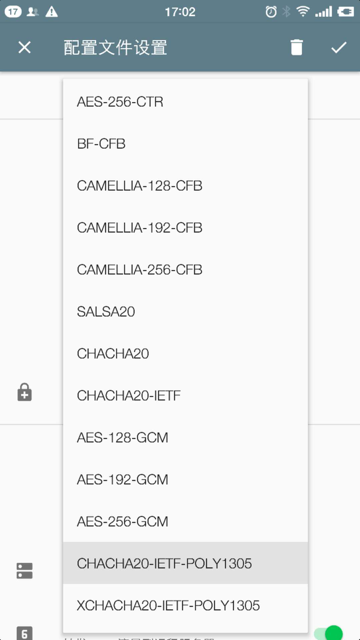 17
17:02
配置文件设置
AES-256-CTR
BF-CFB
CAMELLIA-128-CFB
CAMELLIA-192-CFB
CAMELLIA-256-CFB
SALSA20
CHACHA20
CHACHA20-IETF
AES-128-GCM
AES-192-GCM
AES-256-GCM
CHACHA20-IETF-POLY1305
XCHACHA20-IETF-POLY1305
6